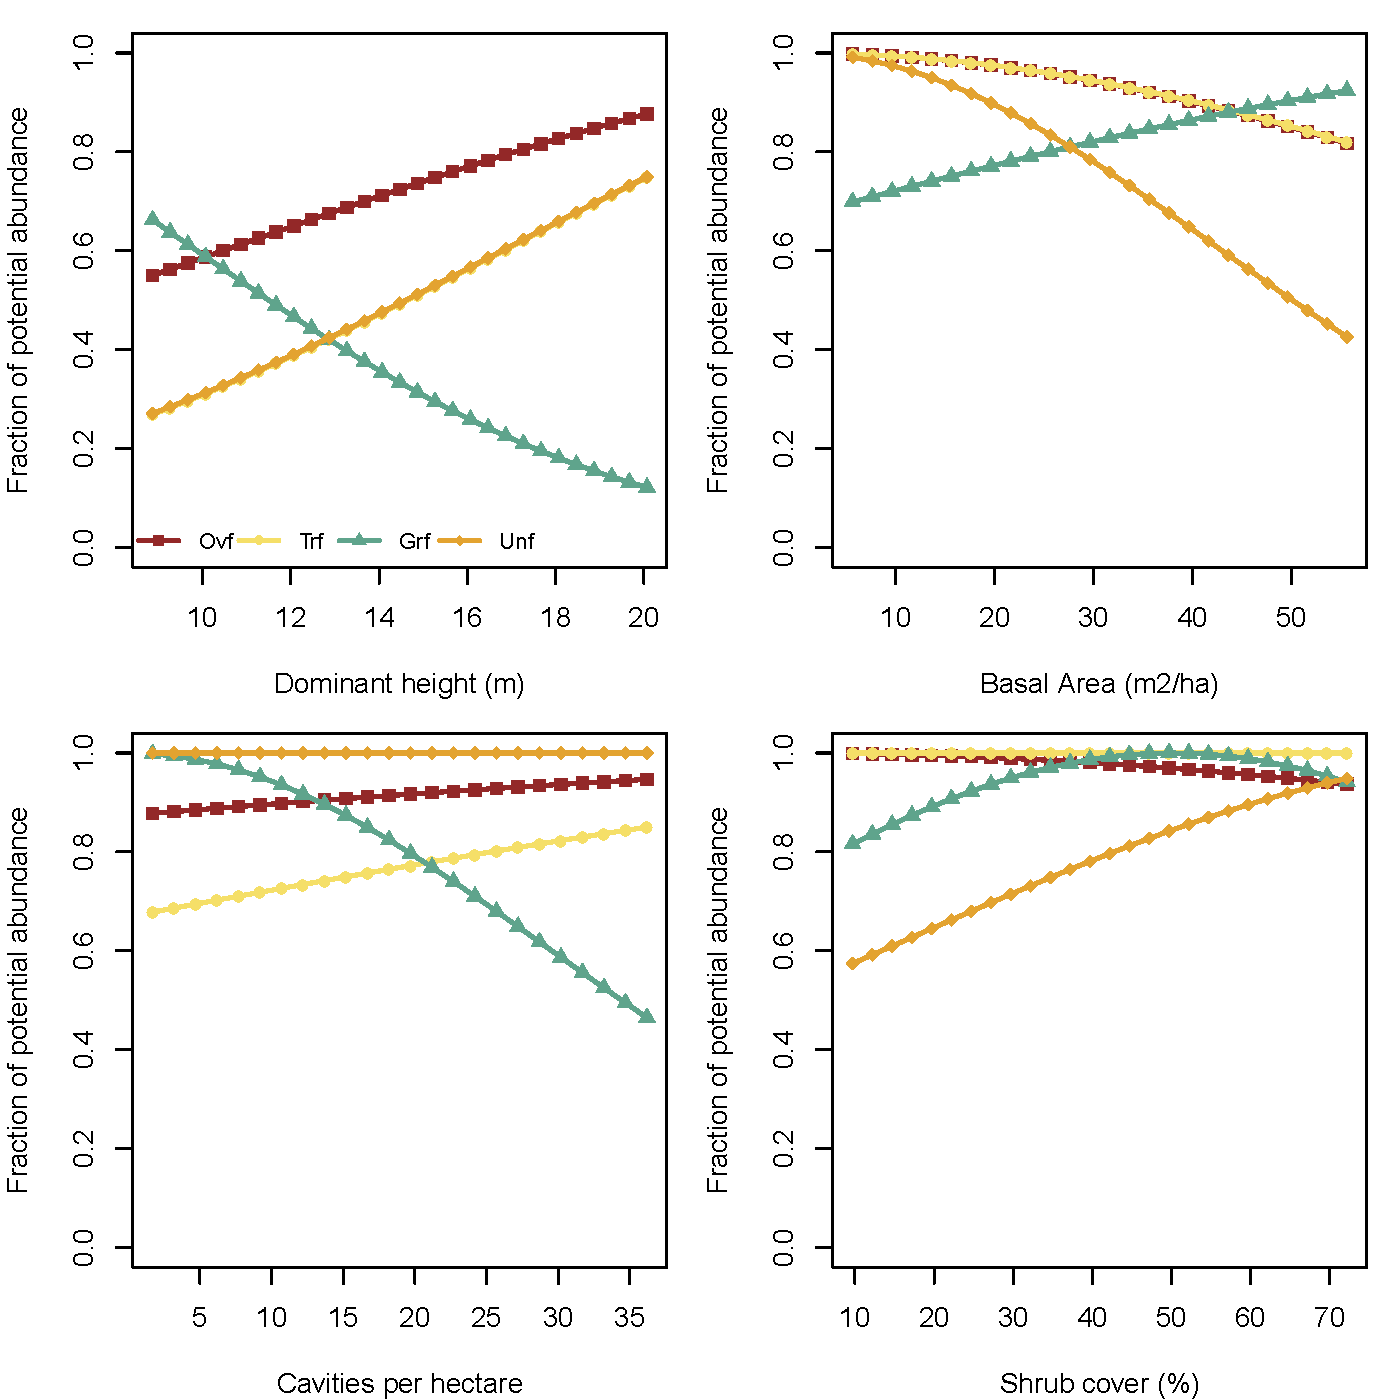 Fraction of potential abundance
1.0
0.8
0.6
0.4
0.2
0.0
Ovf Trf Grf Unf
10 12 14 16 18 20
Dominant height (m)
Fraction of potential abundance
1.0
0.8
0.6
0.4
0.2
0.0
10 20 30 40 50
Basal Area (m2/ha)
Fraction of potential abundance
1.0
0.8
0.6
0.4
0.2
0.0
5 10 15 20 25 30 35
Cavities per hectare
Fraction of potential abundance
1.0
0.8
0.6
0.4
0.2
0.0
10 20 30 40 50 60 70
Shrub cover (%)